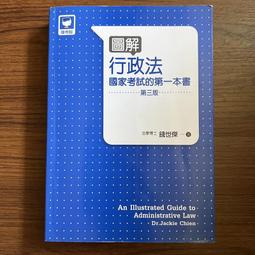 圖解
行政法
國家考試的第一本書
第三版
法學博士 錢世傑 著
An Illustrated Guide to
Administrative Law
Dr.Jackie Chien